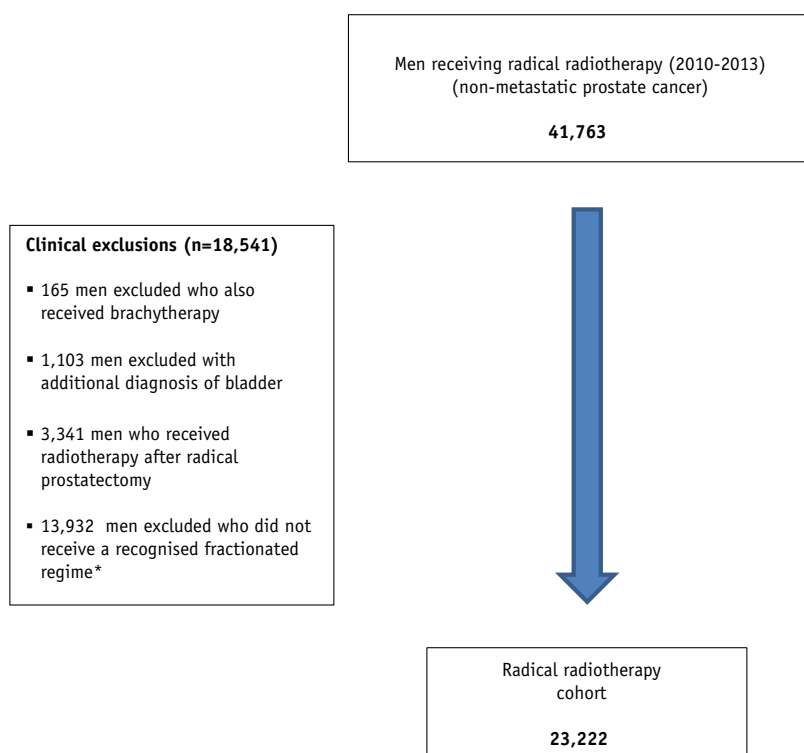 Men receiving radical radiotherapy (2010-2013)
(non-metastatic prostate cancer)
41,763
Clinical exclusions (n=18,541)
▪ 165 men excluded who also
received brachytherapy
▪ 1,103 men excluded with
additional diagnosis of bladder
▪ 3,341 men who received
radiotherapy after radical
prostatectomy
▪ 13,932 men excluded who did not
receive a recognised fractionated
regime*
Radical radiotherapy
cohort
23,222